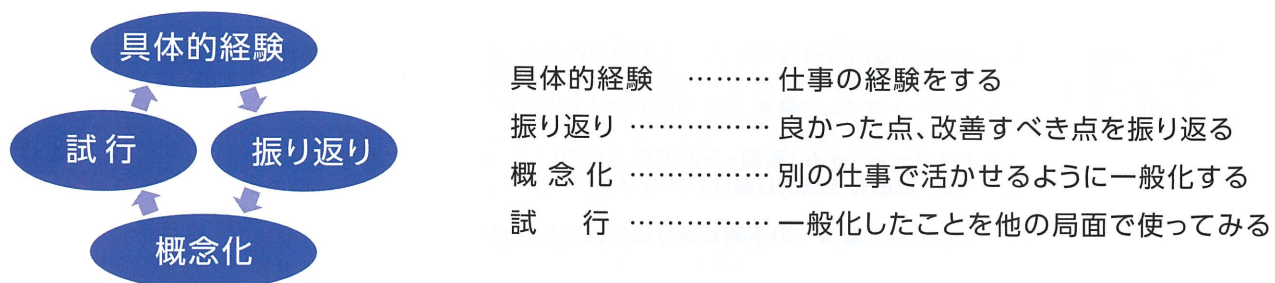 具体的経験
試行
振り返り
概念化
具体的経験 ……… 仕事の経験をする
振り返り …………… 良かった点、改善すべき点を振り返る
概念化 …………… 別の仕事で活かせるように一般化する
試行 …………… 一般化したことを他の局面で使ってみる